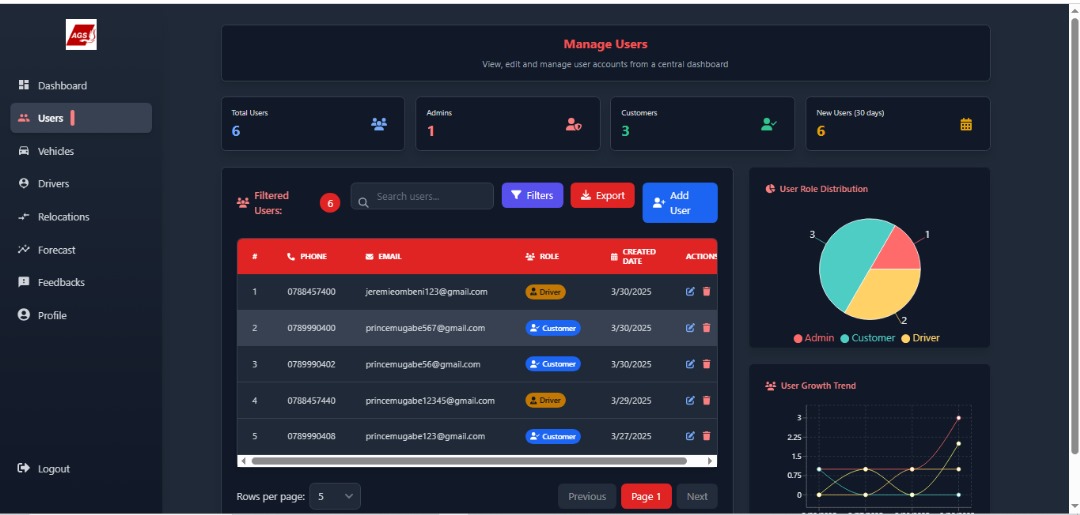 AGS
Dashboard
Users
Vehicles
Drivers
Relocations
Forecast
Feedbacks
Profile
Logout
Manage Users
View, edit and manage user accounts from a central dashboard
Total Users
6
Admins
1
Customers
3
New Users (30 days)
6
Filtered
Users:
6
Search users...
Filters
Export
Add
User
# PHONE EMAIL ROLE CREATED DATE ACTIONS
1 0788457400 jeremieombeni123@gmail.com Driver 3/30/2025
2 0789990400 princemugabe567@gmail.com Customer 3/30/2025
3 0789990402 princemugabe56@gmail.com Customer 3/30/2025
4 0788457440 princemugabe12345@gmail.com Driver 3/29/2025
5 0789990408 princemugabe123@gmail.com Customer 3/27/2025
Rows per page: 5
Previous Page 1 Next
User Role Distribution
3
1
2
Admin Customer Driver
User Growth Trend
3
2.25
1.5
0.75
0